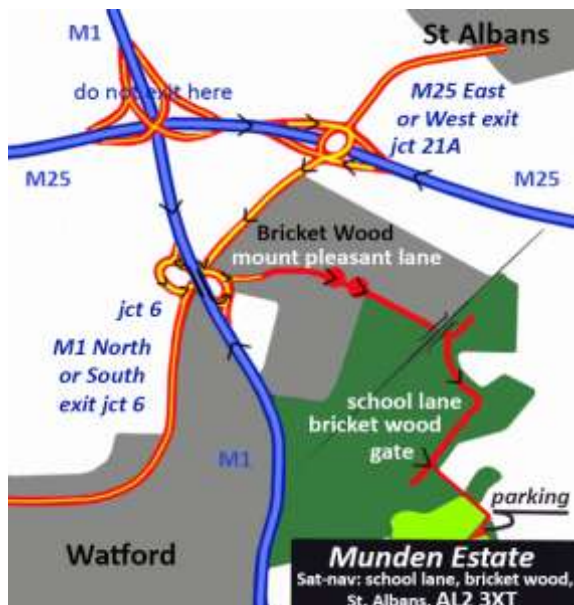 M1
St Albans
do not exit here
M25 East
or West exit
jct 21A
M25
M25
Bricket Wood
mount pleasant lane
jct 6
M1 North
or South
exit jct 6
school lane
bricket wood
gate
M1
parking
Watford
Munden Estate
Sat-nav: school lane, bricket wood,
St. Albans, AL2 3XT